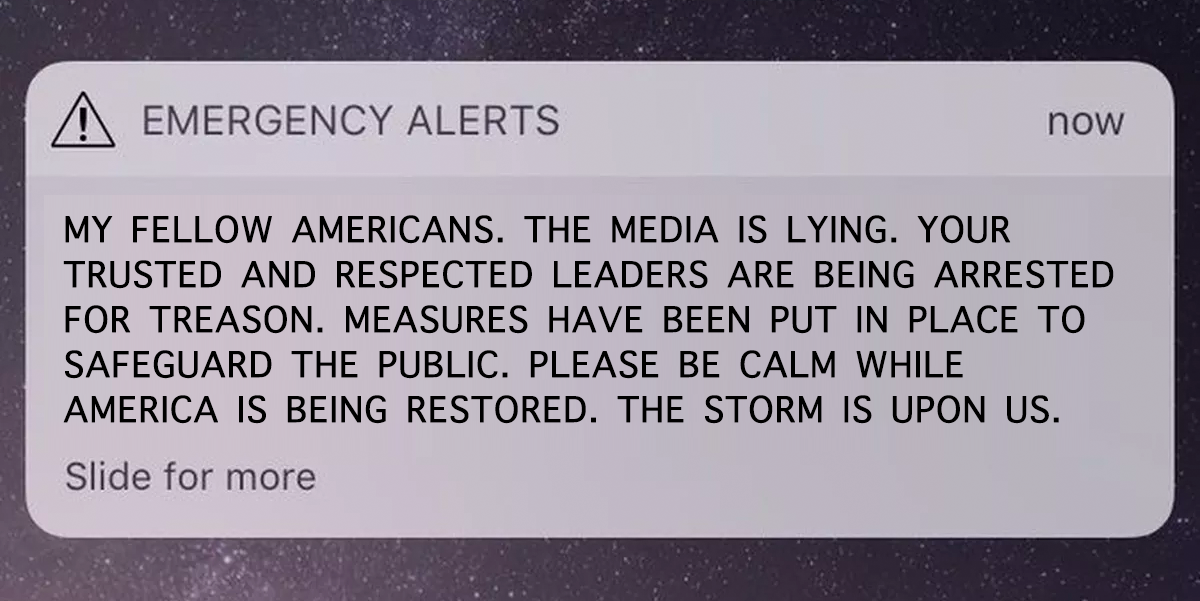 EMERGENCY ALERTS now
MY FELLOW AMERICANS. THE MEDIA IS LYING. YOUR
TRUSTED AND RESPECTED LEADERS ARE BEING ARRESTED
FOR TREASON. MEASURES HAVE BEEN PUT IN PLACE TO
SAFEGUARD THE PUBLIC. PLEASE BE CALM WHILE
AMERICA IS BEING RESTORED. THE STORM IS UPON US.
Slide for more